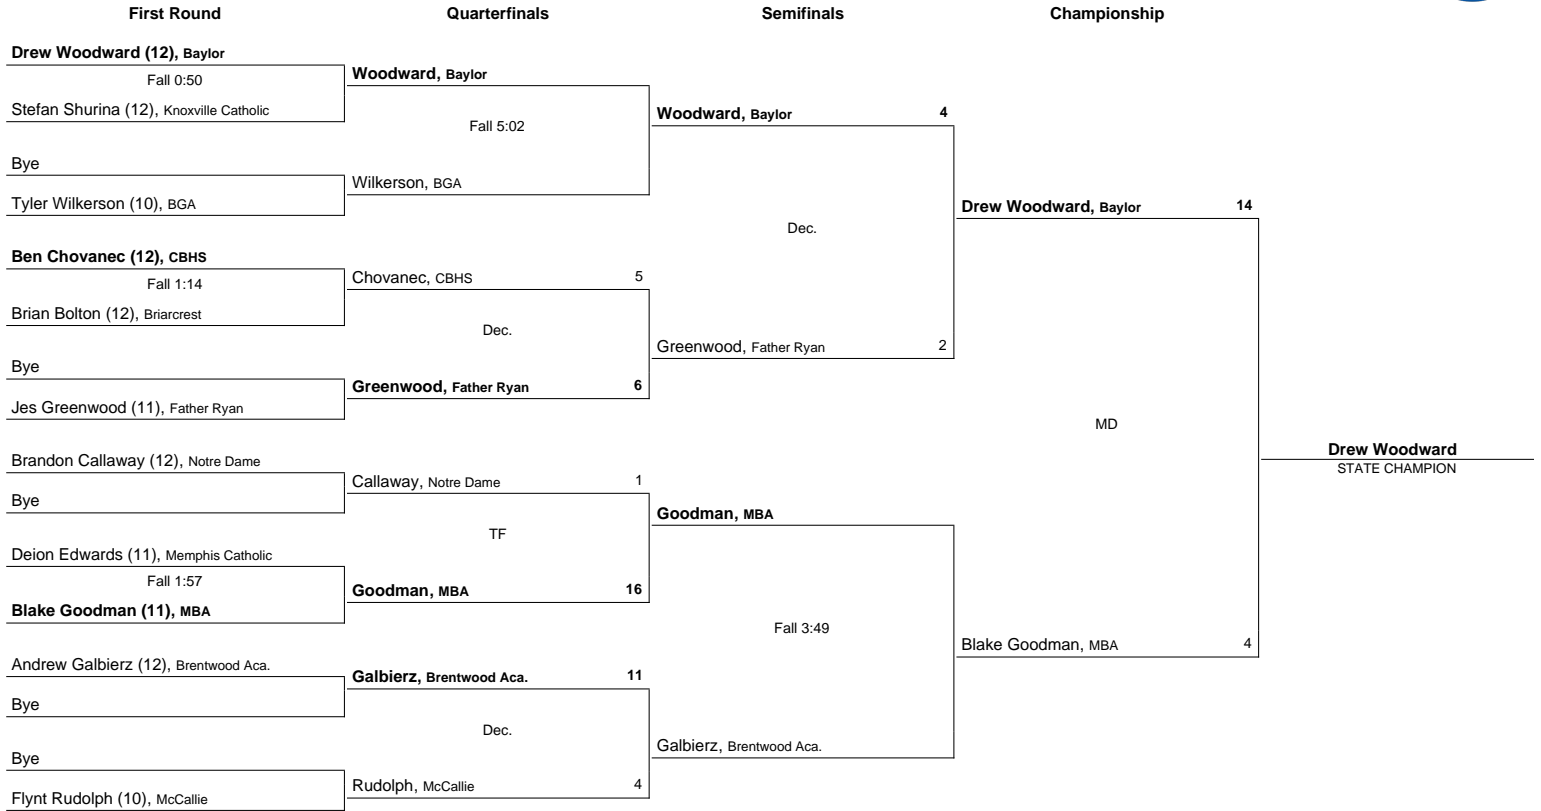 First Round
Quarterfinals
Semifinals
Championship
Drew Woodward (12), Baylor
Fall 0:50
Stefan Shurina (12), Knoxville Catholic
Bye
Tyler Wilkerson (10), BGA
Ben Chovanec (12), CBHS
Fall 1:14
Brian Bolton (12), Briarcrest
Bye
Jes Greenwood (11), Father Ryan
Brandon Callaway (12), Notre Dame
Bye
Deion Edwards (11), Memphis Catholic
Fall 1:57
Blake Goodman (11), MBA
Andrew Galbierz (12), Brentwood Aca.
Bye
Bye
Flynt Rudolph (10), McCallie
Woodward, Baylor
Fall 5:02
Wilkerson, BGA
Chovanec, CBHS 5
Dec.
Greenwood, Father Ryan 6
Callaway, Notre Dame 1
TF
Goodman, MBA 16
Galbierz, Brentwood Aca. 11
Dec.
Rudolph, McCallie 4
Woodward, Baylor 4
Dec.
Greenwood, Father Ryan 2
Goodman, MBA
Fall 3:49
Galbierz, Brentwood Aca.
Drew Woodward, Baylor 14
MD
Blake Goodman, MBA 4
Drew Woodward
STATE CHAMPION